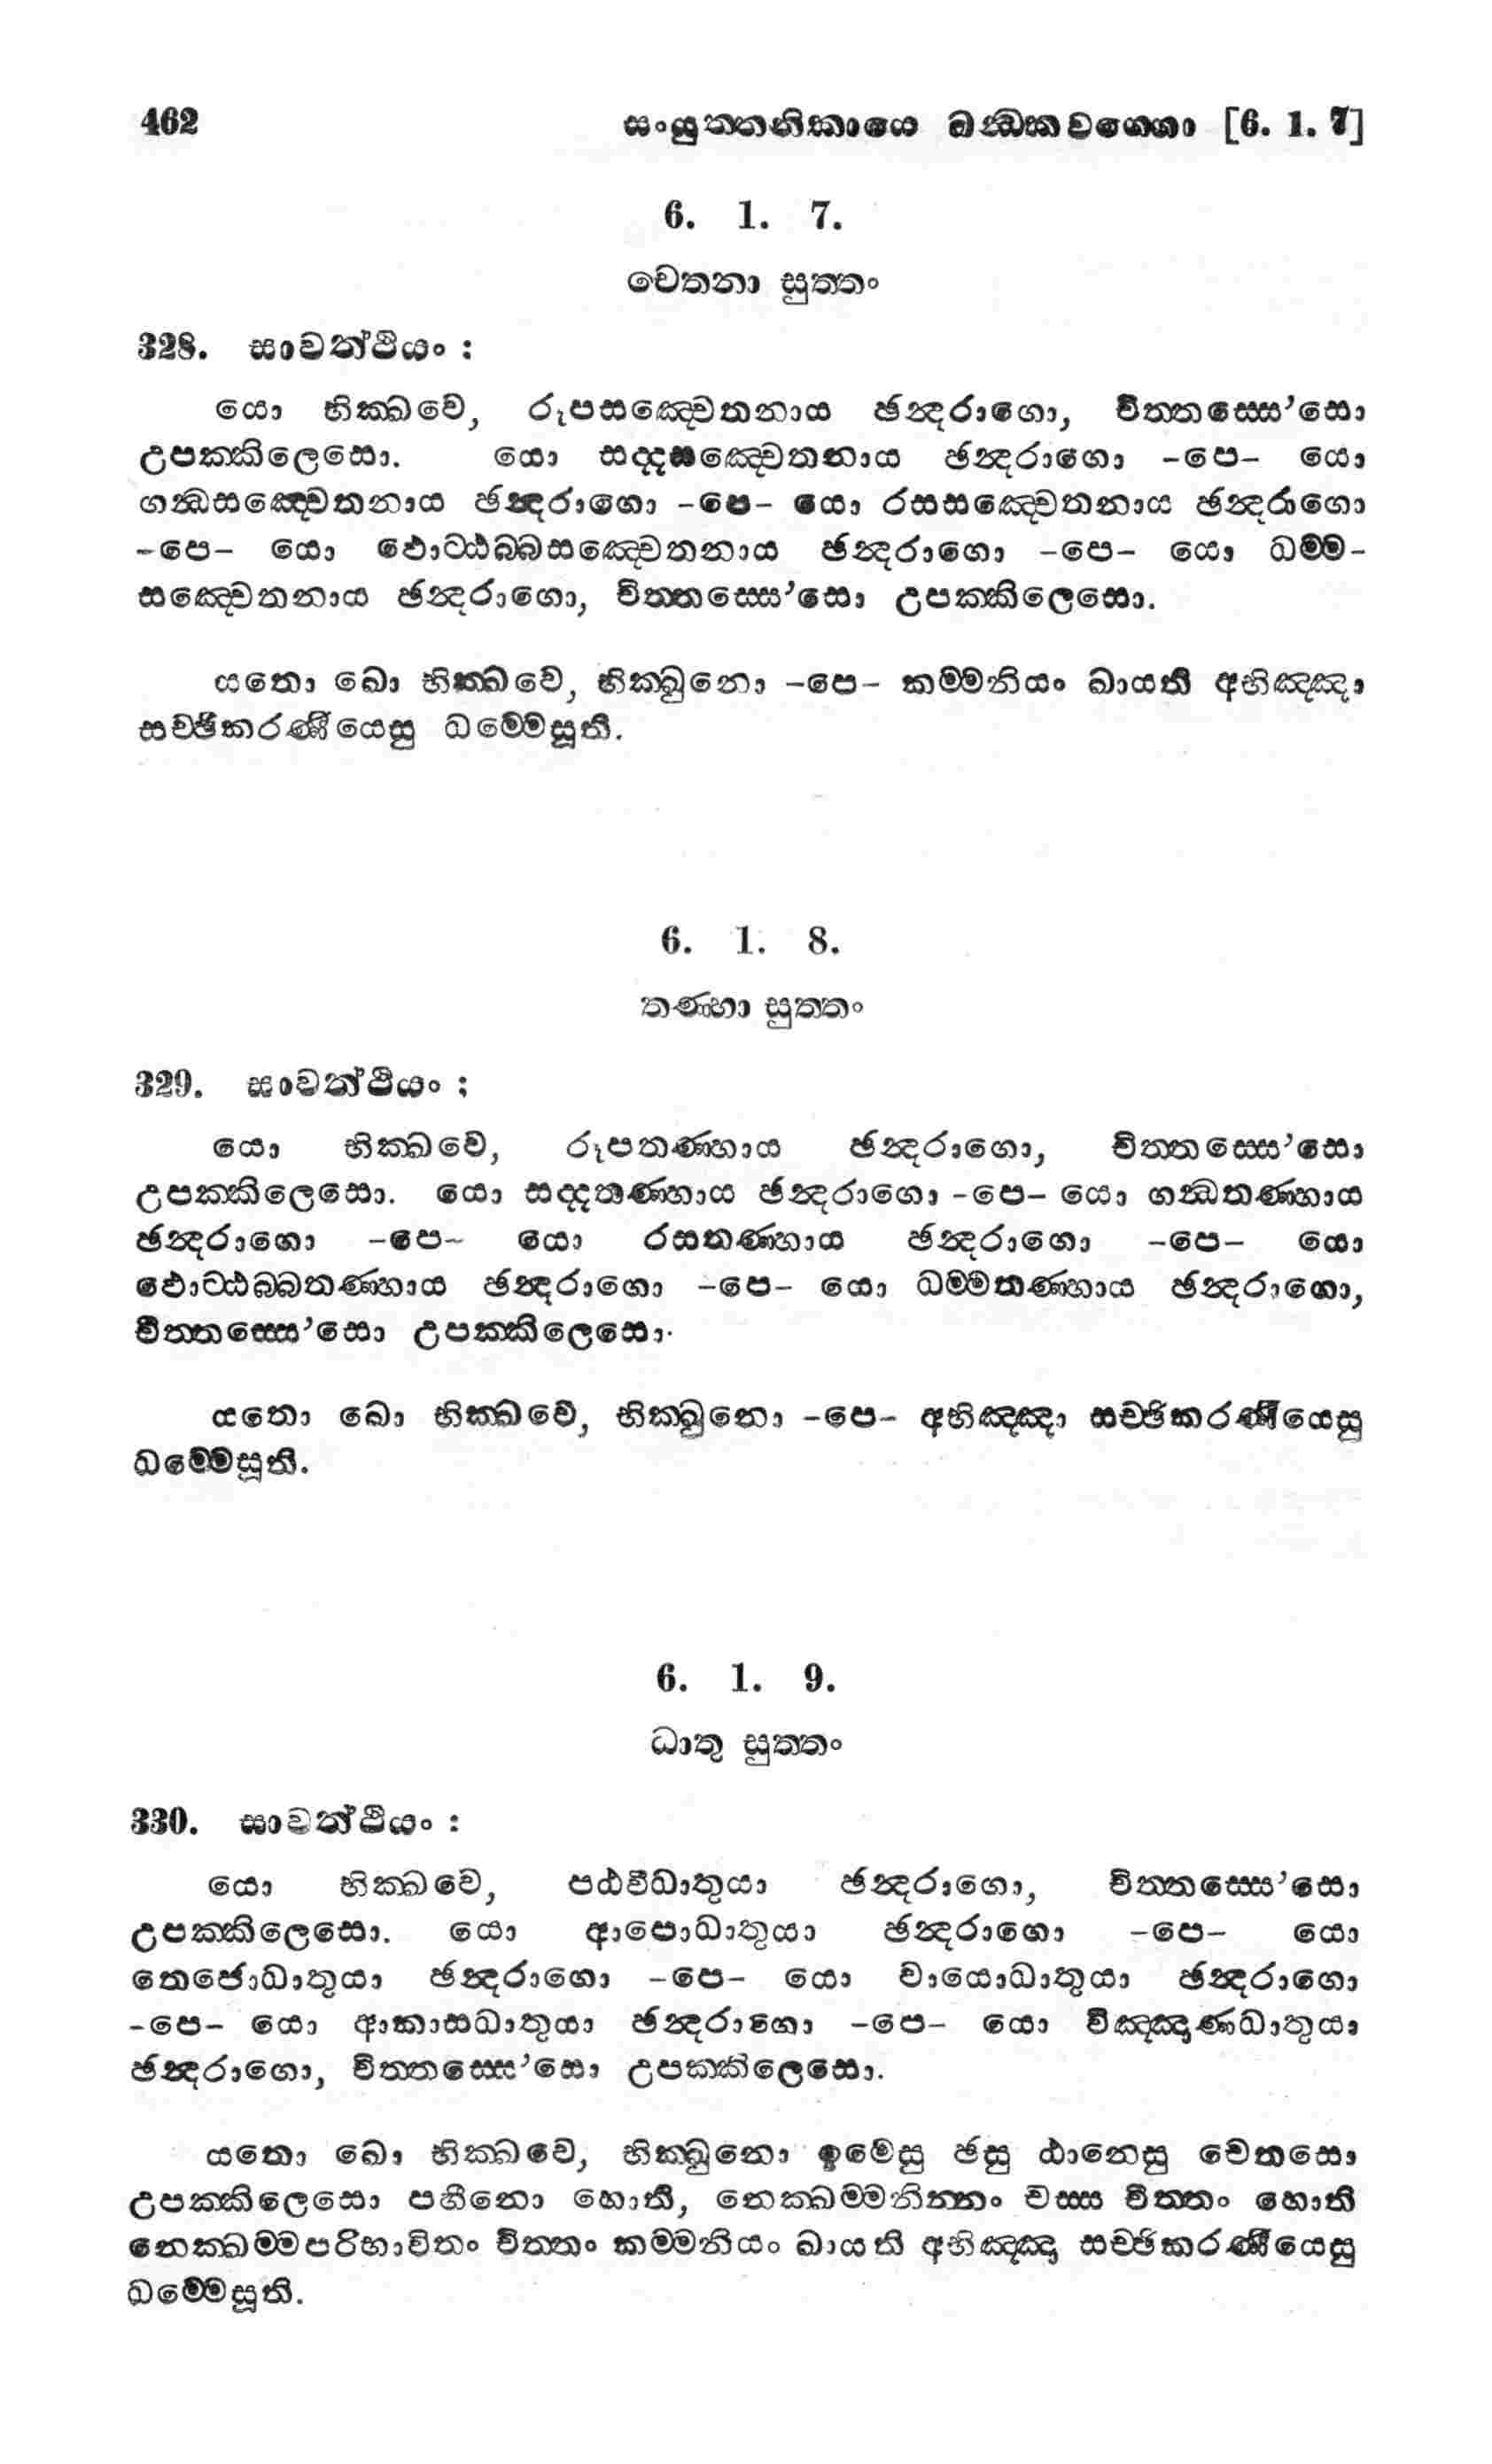 462 සංයුත්තනිකායෙ ඛන්ධකවග්ගො [6. 1. 7]
6. 1. 7.
චෙතනා සුත්තං
328. සාවත්ථියං :
යො භික්ඛවෙ, රූපසඤ්චෙතනාය ඡන්දරාගො, චිත්තස්සෙ’සො
උපක්කිලෙසො. යො සද්දසඤ්චෙතනාය ඡන්දරාගො -පෙ- යො
ගන්ධසඤ්චෙතනාය ඡන්දරාගො -පෙ- යො රසසඤ්චෙතනාය ඡන්දරාගො
-පෙ- යො ඵොට්ඨබ්බසඤ්චෙතනාය ඡන්දරාගො -පෙ- යො ධම්ම-
සඤ්චෙතනාය ඡන්දරාගො, චිත්තස්සෙ’සො උපක්කිලෙසො.
යතො ඛො භික්ඛවෙ, භික්ඛුනො -පෙ- කම්මනියං ඛායති අභිඤ්ඤා
සච්ඡිකරණීයෙසු ධම්මෙසූති.
6. 1. 8.
තණ්හා සුත්තං
329. සාවත්ථියං :
යො භික්ඛවෙ, රූපතණ්හාය ඡන්දරාගො, චිත්තස්සෙ’සො
උපක්කිලෙසො. යො සද්දතණ්හාය ඡන්දරාගො -පෙ- යො ගන්ධතණ්හාය
ඡන්දරාගො -පෙ- යො රසතණ්හාය ඡන්දරාගො -පෙ- යො
ඵොට්ඨබ්බතණ්හාය ඡන්දරාගො -පෙ- යො ධම්මතණ්හාය ඡන්දරාගො,
චිත්තස්සෙ’සො උපක්කිලෙසො.
යතො ඛො භික්ඛවෙ, භික්ඛුනො -පෙ- අභිඤ්ඤා සච්ඡිකරණීයෙසු
ධම්මෙසූති.
6. 1. 9.
ධාතු සුත්තං
330. සාවත්ථියං :
යො භික්ඛවෙ, පඨවීධාතුයා ඡන්දරාගො, චිත්තස්සෙ’සො
උපක්කිලෙසො. යො ආපොධාතුයා ඡන්දරාගො -පෙ- යො
තෙජොධාතුයා ඡන්දරාගො -පෙ- යො වායොධාතුයා ඡන්දරාගො
-පෙ- යො ආකාසධාතුයා ඡන්දරාගො -පෙ- යො විඤ්ඤාණධාතුයා
ඡන්දරාගො, චිත්තස්සෙ’සො උපක්කිලෙසො.
යතො ඛො භික්ඛවෙ, භික්ඛුනො ඉමෙසු ඡසු ඨානෙසු චෙතසො
උපක්කිලෙසො පහීනො හොති, නෙක්ඛම්මනින්නං චස්ස චිත්තං හොති
නෙක්ඛම්මපරිභාවිතං චිත්තං කම්මනියං ඛායති අභිඤ්ඤා සච්ඡිකරණීයෙසු
ධම්මෙසූති.